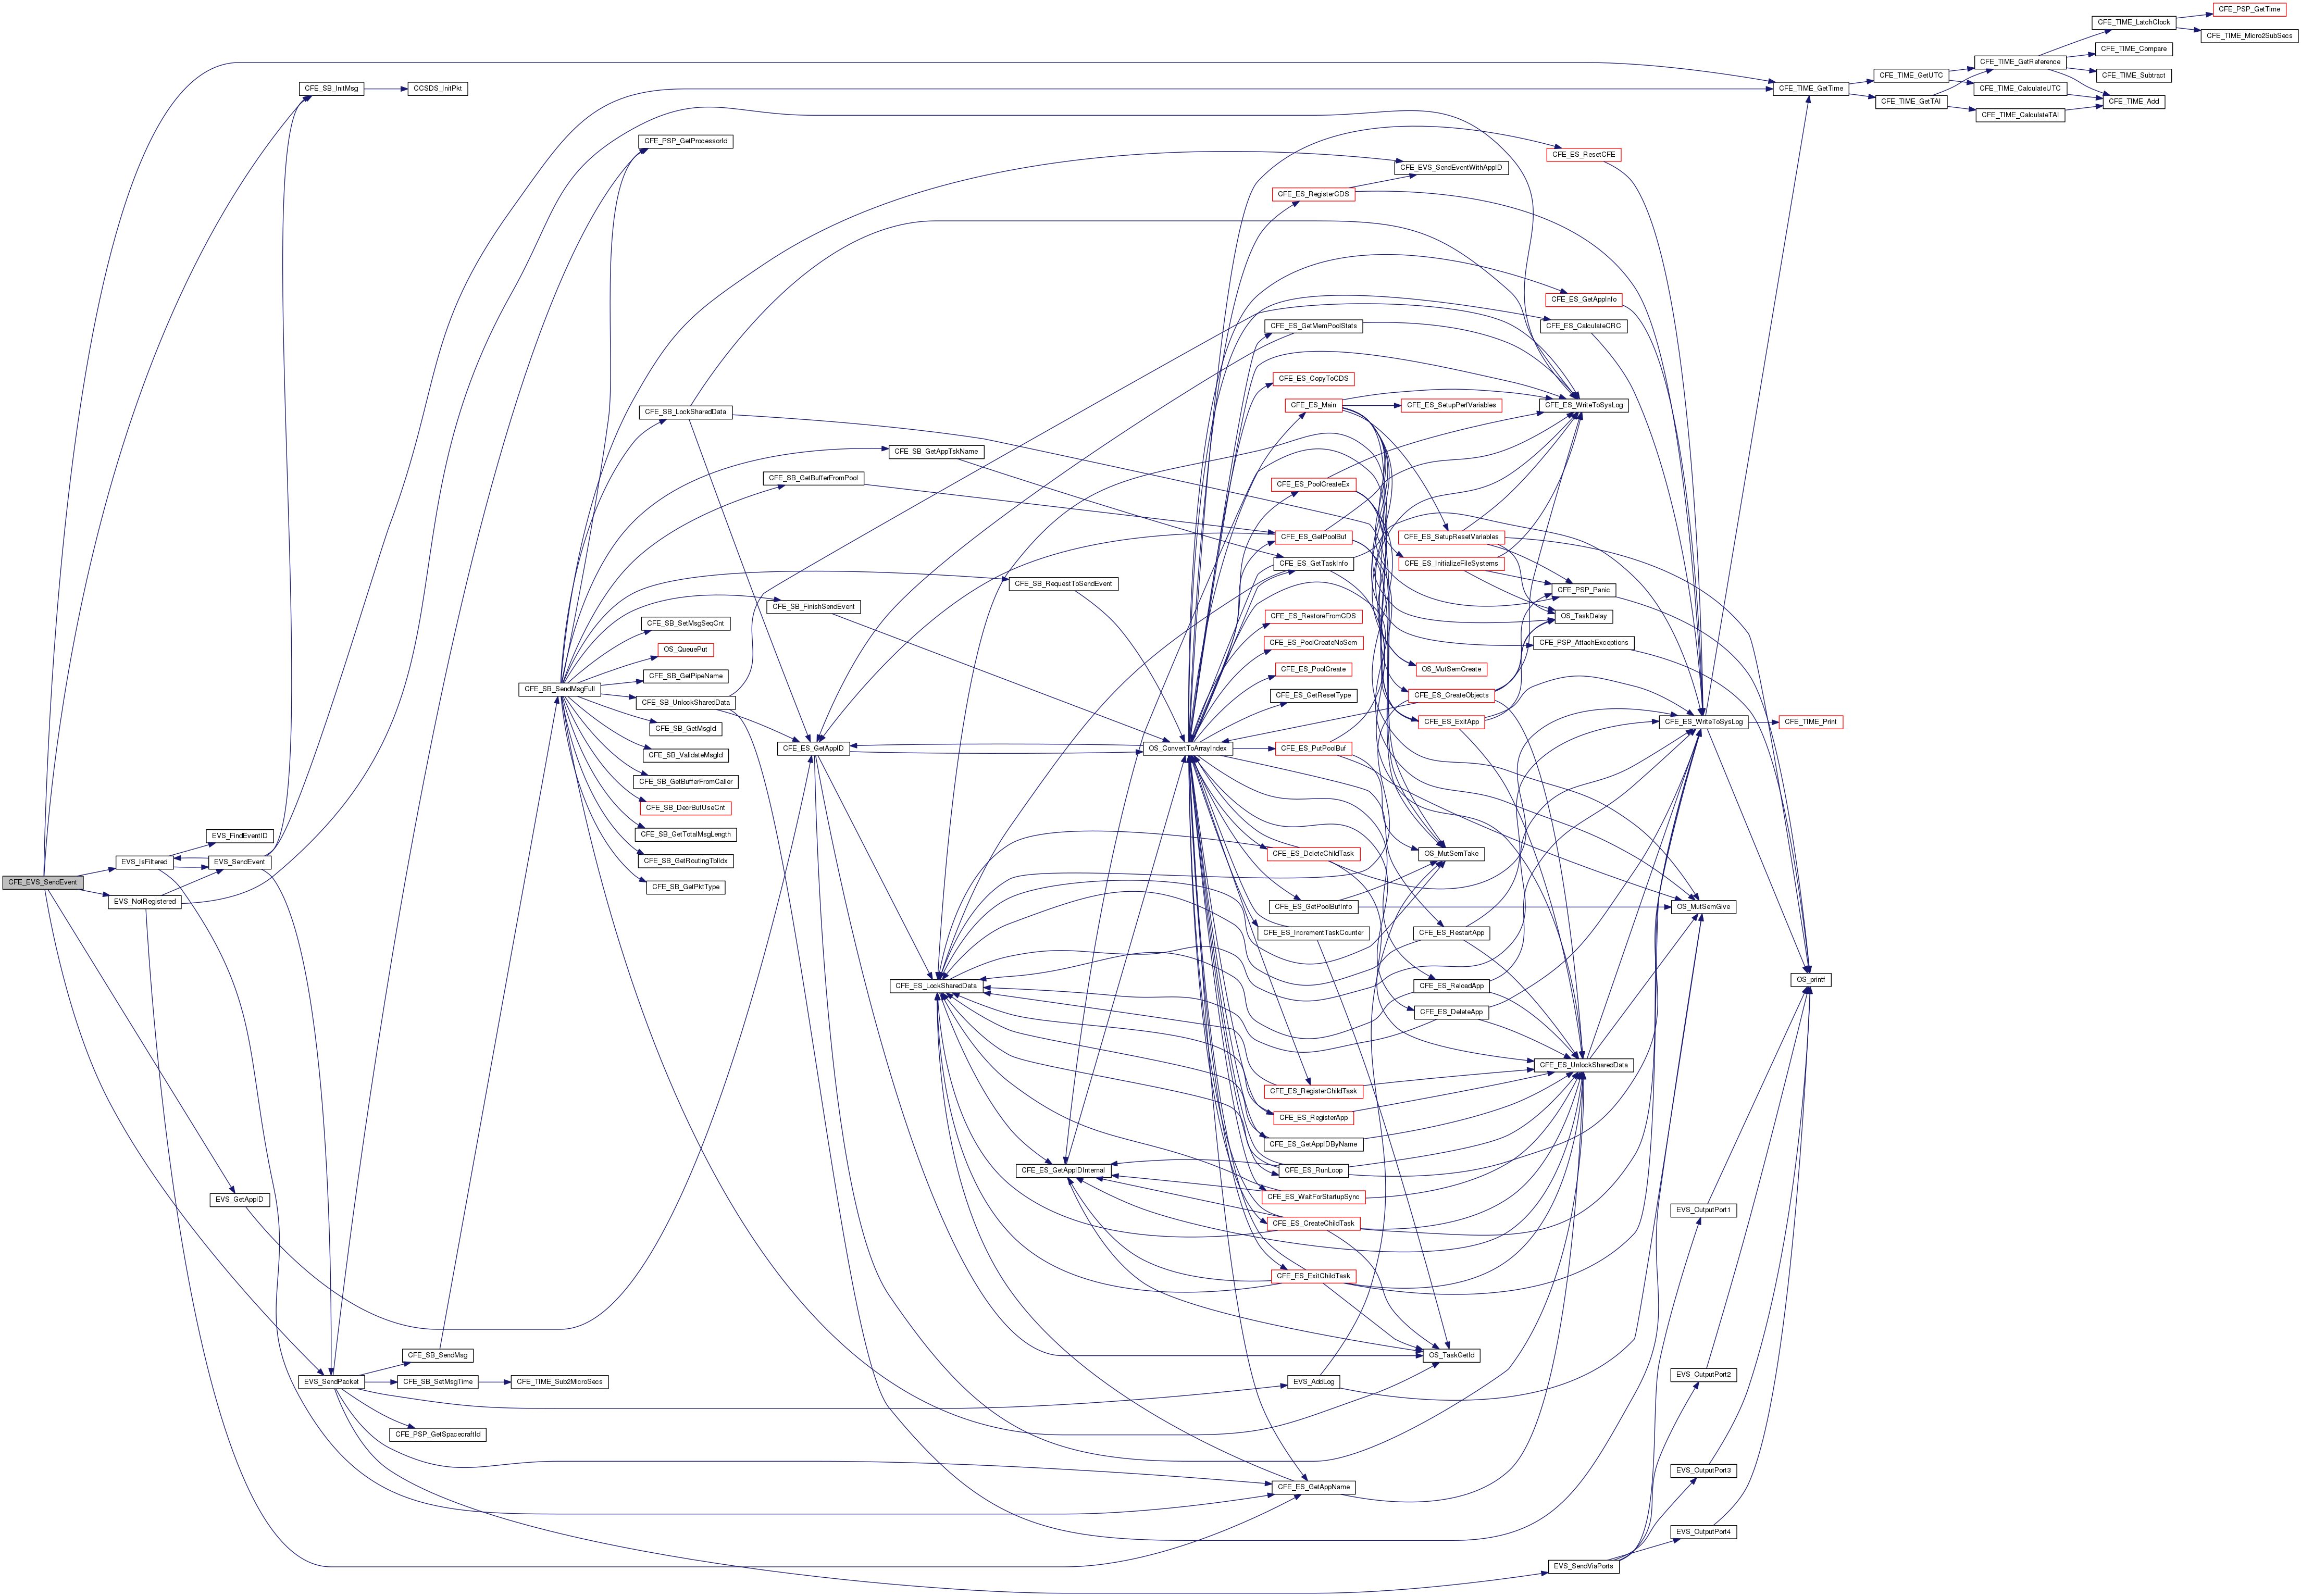 CFE_PSP_GetTime
CFE_TIME_LatchClock
CFE_TIME_Micro2SubSecs
CFE_TIME_Compare
CFE_TIME_GetReference
CFE_TIME_GetUTC
CFE_TIME_Subtract
CFE_SB_InitMsg
CCSDS_InitPkt
CFE_TIME_GetTime
CFE_TIME_CalculateUTC
CFE_TIME_GetTAI
CFE_TIME_Add
CFE_TIME_CalculateTAI
CFE_PSP_GetProcessorId
CFE_ES_ResetCFE
CFE_EVS_SendEventWithAppID
CFE_ES_RegisterCDS
CFE_ES_GetAppInfo
CFE_ES_GetMemPoolStats
CFE_ES_CalculateCRC
CFE_ES_CopyToCDS
CFE_ES_Main
CFE_ES_SetupPerfVariables
CFE_ES_WriteToSysLog
CFE_SB_LockSharedData
CFE_SB_GetAppTskName
CFE_SB_GetBufferFromPool
CFE_ES_PoolCreateEx
CFE_ES_GetPoolBuf
CFE_ES_SetupResetVariables
CFE_ES_GetTaskInfo
CFE_ES_InitializeFileSystems
CFE_SB_RequestToSendEvent
CFE_PSP_Panic
CFE_SB_FinishSendEvent
CFE_ES_RestoreFromCDS
OS_TaskDelay
CFE_SB_SetMsgSeqCnt
CFE_ES_PoolCreateNoSem
CFE_PSP_AttachExceptions
OS_QueuePut
CFE_ES_PoolCreate
OS_MutSemCreate
CFE_SB_GetPipeName
CFE_SB_SendMsgFull
CFE_ES_GetResetType
CFE_ES_CreateObjects
CFE_SB_UnlockSharedData
CFE_ES_ExitApp
CFE_ES_WriteToSysLog
CFE_TIME_Print
CFE_SB_GetMsgId
CFE_ES_GetAppID
OS_ConvertToArrayIndex
CFE_ES_PutPoolBuf
CFE_SB_ValidateMsgId
CFE_SB_GetBufferFromCaller
CFE_SB_DecrBufUseCnt
CFE_SB_GetTotalMsgLength
EVS_FindEventID
CFE_ES_DeleteChildTask
OS_MutSemTake
EVS_IsFiltered
EVS_SendEvent
CFE_SB_GetRoutingTblIdx
CFE_EVS_SendEvent
CFE_SB_GetPktType
EVS_NotRegistered
CFE_ES_GetPoolBufInfo
OS_MutSemGive
CFE_ES_IncrementTaskCounter
CFE_ES_RestartApp
OS_printf
CFE_ES_LockSharedData
CFE_ES_ReloadApp
CFE_ES_DeleteApp
CFE_ES_UnlockSharedData
CFE_ES_RegisterChildTask
CFE_ES_RegisterApp
CFE_ES_GetAppIDByName
CFE_ES_GetAppIDInternal
CFE_ES_RunLoop
EVS_GetAppID
CFE_ES_WaitForStartupSync
EVS_OutputPort1
CFE_ES_CreateChildTask
CFE_ES_ExitChildTask
CFE_SB_SendMsg
OS_TaskGetId
EVS_OutputPort2
EVS_SendPacket
CFE_SB_SetMsgTime
CFE_TIME_Sub2MicroSecs
EVS_AddLog
CFE_PSP_GetSpacecraftId
EVS_OutputPort3
CFE_ES_GetAppName
EVS_OutputPort4
EVS_SendViaPorts